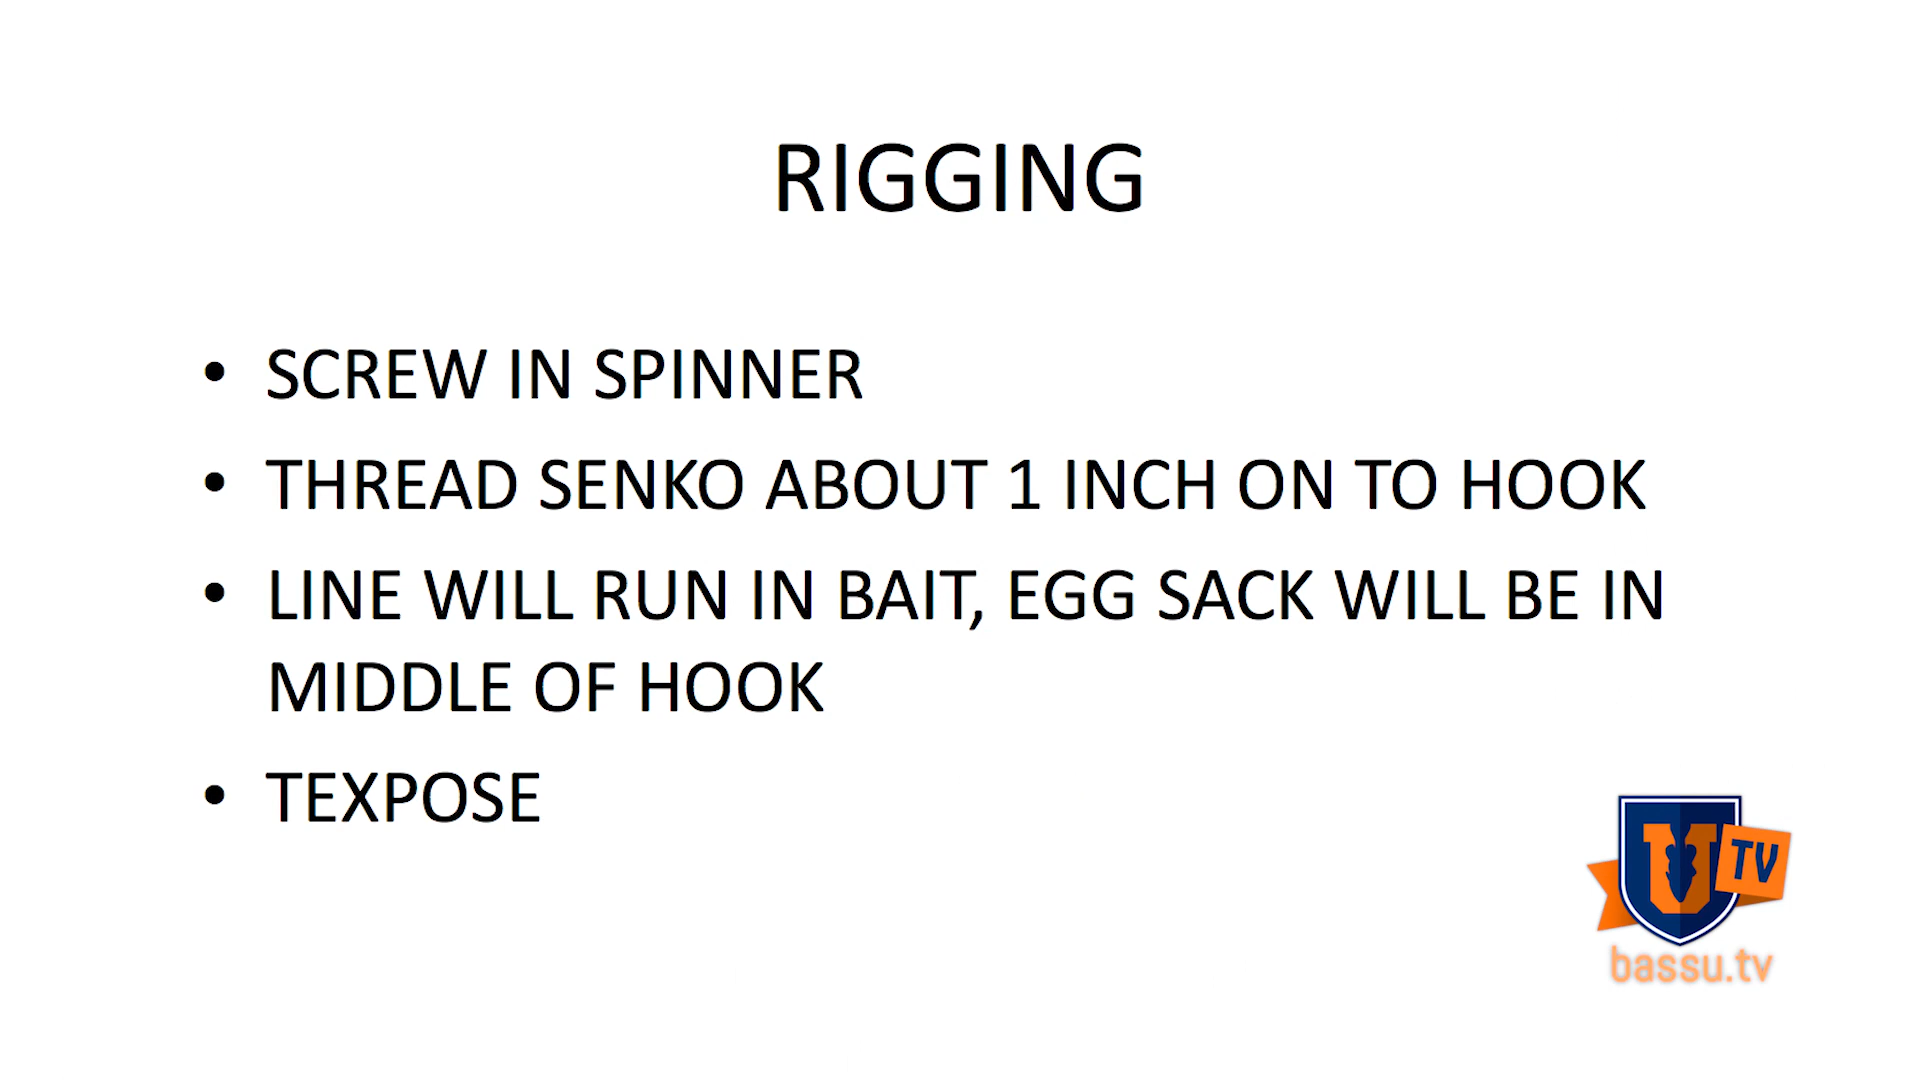 RIGGING
• SCREW IN SPINNER
• THREAD SENKO ABOUT 1 INCH ON TO HOOK
• LINE WILL RUN IN BAIT, EGG SACK WILL BE IN
MIDDLE OF HOOK
• TEXPOSE
U TV
bassu.tv